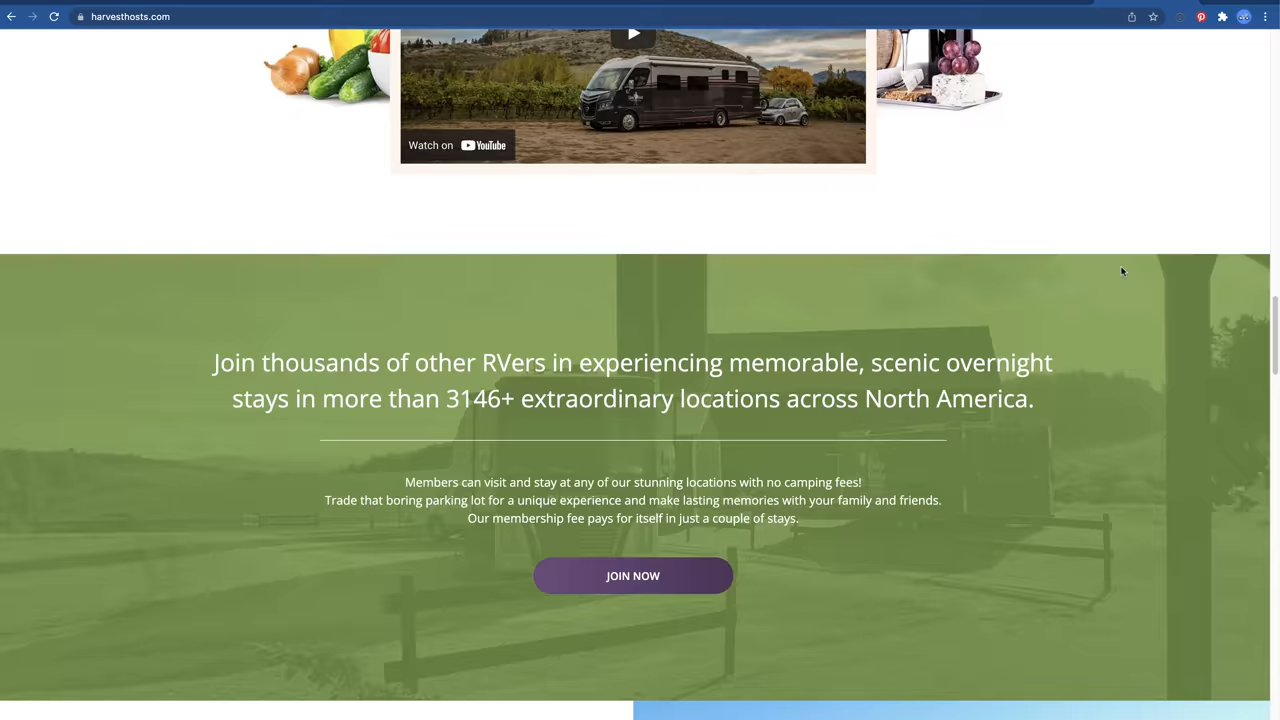 harvesthosts.com
Watch on YouTube
Join thousands of other RVers in experiencing memorable, scenic overnight
stays in more than 3146+ extraordinary locations across North America.
Members can visit and stay at any of our stunning locations with no camping fees!
Trade that boring parking lot for a unique experience and make lasting memories with your family and friends.
Our membership fee pays for itself in just a couple of stays.
JOIN NOW